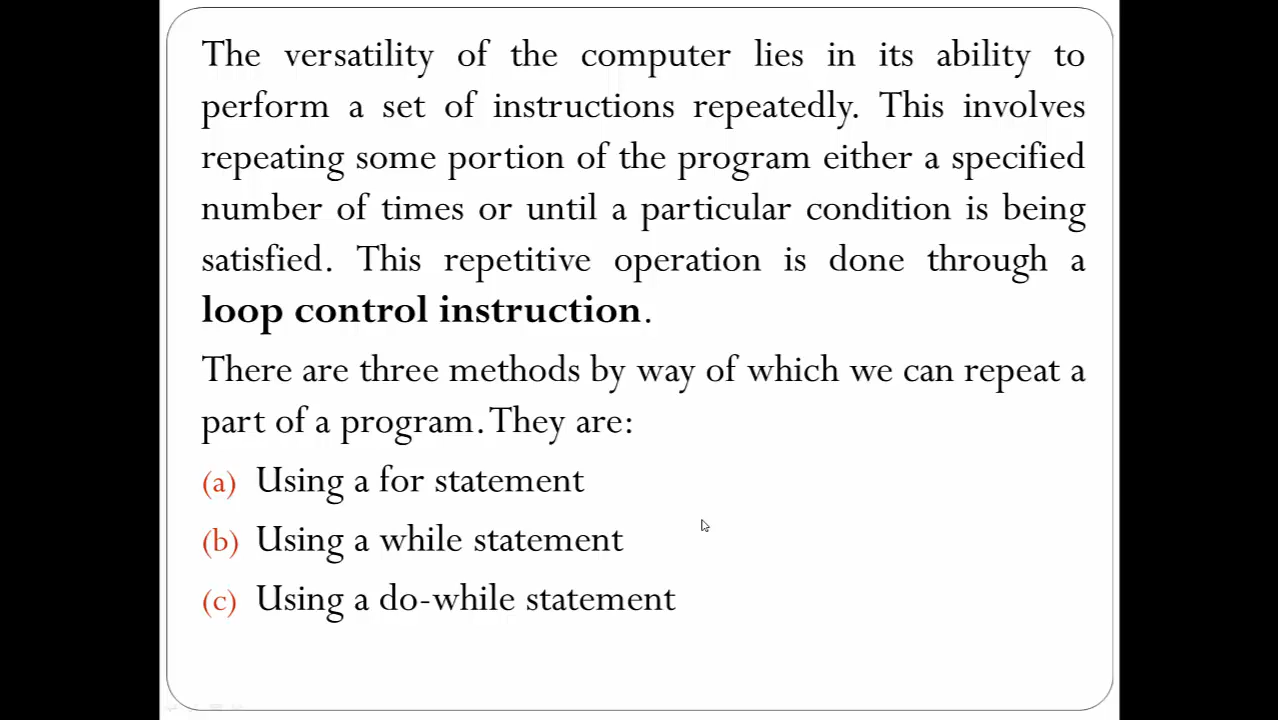 The versatility of the computer lies in its ability to
perform a set of instructions repeatedly. This involves
repeating some portion of the program either a specified
number of times or until a particular condition is being
satisfied. This repetitive operation is done through a
loop control instruction.
There are three methods by way of which we can repeat a
part of a program. They are:
(a) Using a for statement
(b) Using a while statement
(c) Using a do-while statement